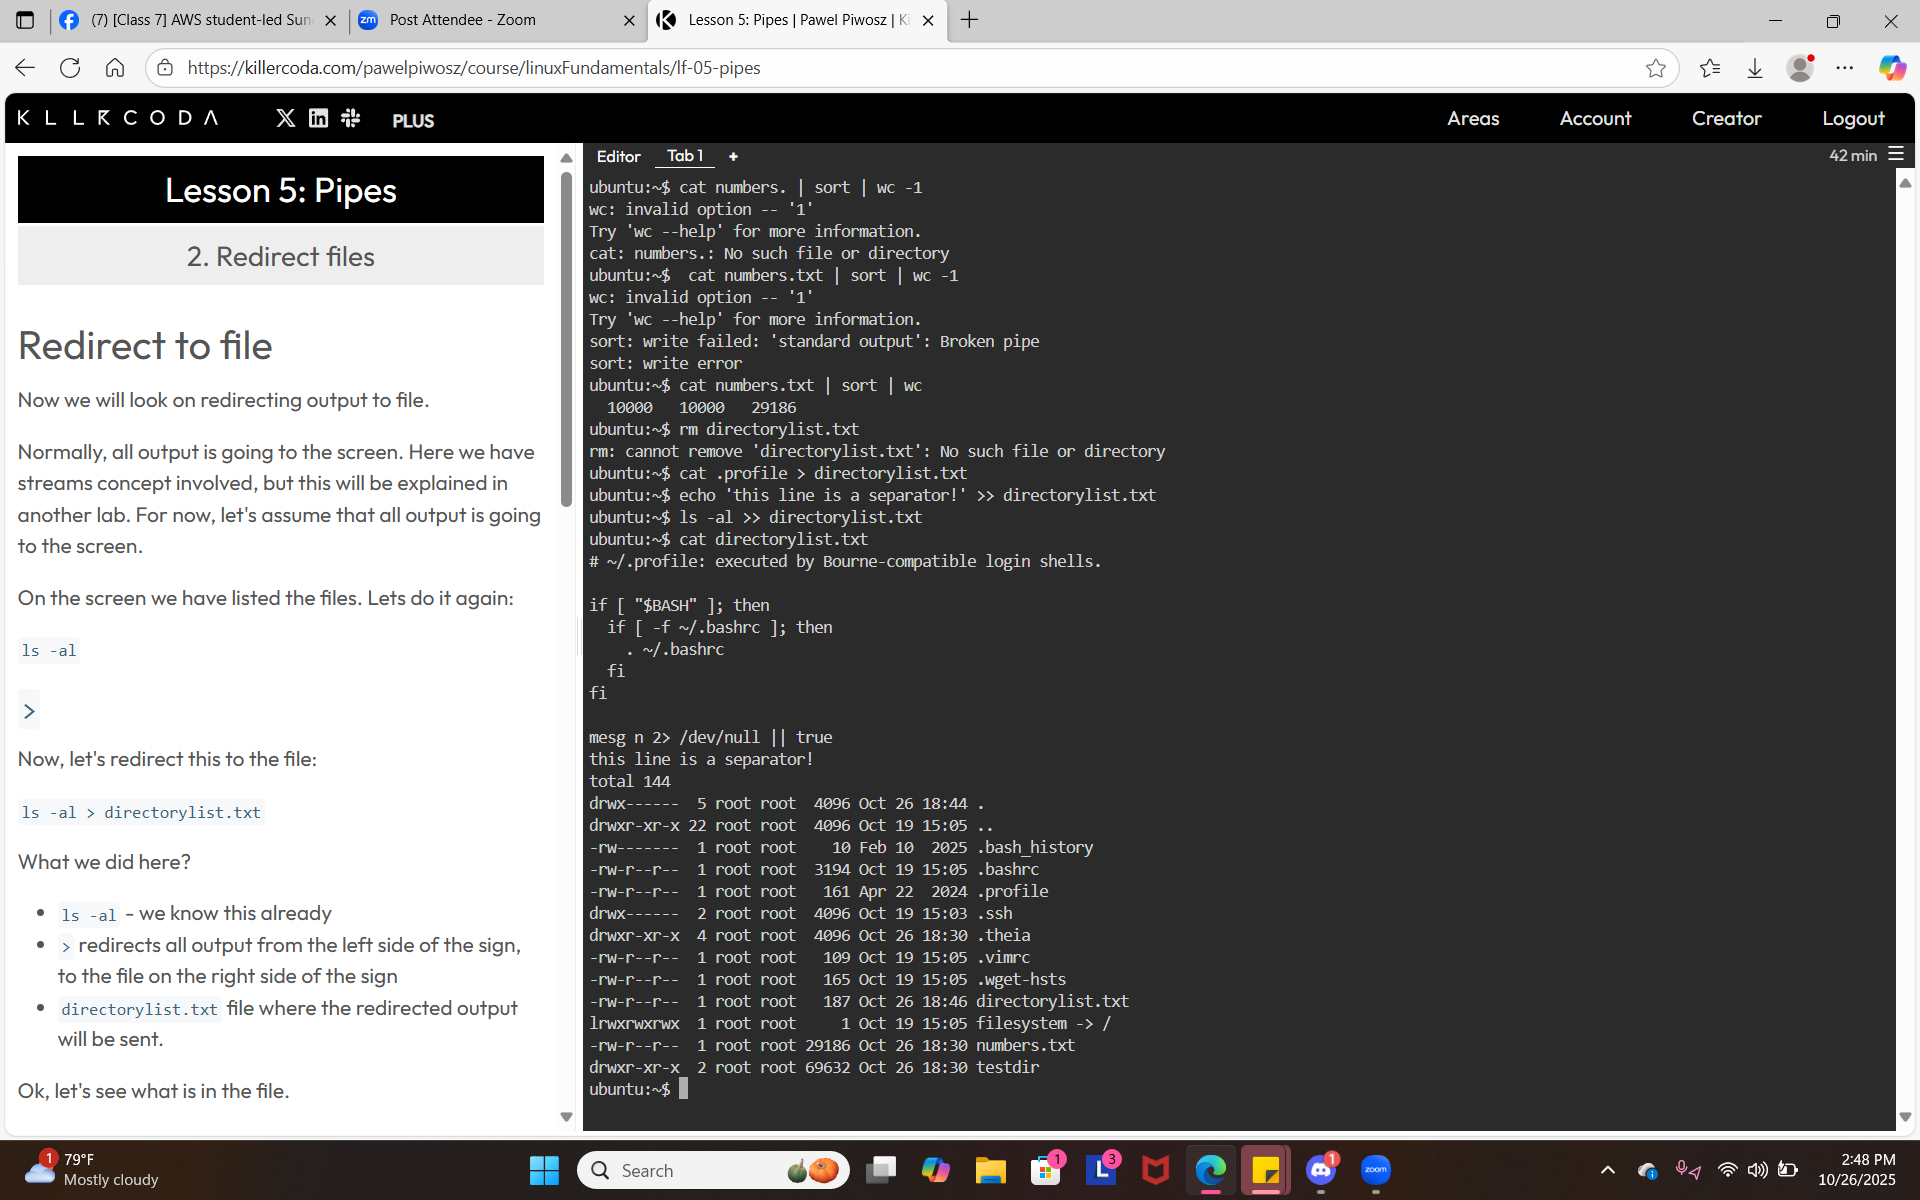 (7) [Class 7] AWS student-led Sun
Post Attendee - Zoom
Lesson 5: Pipes | Pawel Piwosz | Ki
https://killercoda.com/pawelpiwosz/course/linuxFundamentals/lf-05-pipes
KLLRCODA
PLUS
Areas
Account
Creator
Logout
Lesson 5: Pipes
2. Redirect files
Redirect to file
Now we will look on redirecting output to file.
Normally, all output is going to the screen. Here we have
streams concept involved, but this will be explained in
another lab. For now, let's assume that all output is going
to the screen.
On the screen we have listed the files. Lets do it again:
ls -al
>
Now, let's redirect this to the file:
ls -al > directorylist.txt
What we did here?
ls -al - we know this already
> redirects all output from the left side of the sign,
to the file on the right side of the sign
directorylist.txt file where the redirected output
will be sent.
Ok, let's see what is in the file.
Editor
Tab 1
+
42 min
ubuntu:~$ cat numbers. | sort | wc -1
wc: invalid option -- '1'
Try 'wc --help' for more information.
cat: numbers.: No such file or directory
ubuntu:~$  cat numbers.txt | sort | wc -1
wc: invalid option -- '1'
Try 'wc --help' for more information.
sort: write failed: 'standard output': Broken pipe
sort: write error
ubuntu:~$ cat numbers.txt | sort | wc
  10000   10000   29186
ubuntu:~$ rm directorylist.txt
rm: cannot remove 'directorylist.txt': No such file or directory
ubuntu:~$ cat .profile > directorylist.txt
ubuntu:~$ echo 'this line is a separator!' >> directorylist.txt
ubuntu:~$ ls -al >> directorylist.txt
ubuntu:~$ cat directorylist.txt
# ~/.profile: executed by Bourne-compatible login shells.
if [ "$BASH" ]; then
  if [ -f ~/.bashrc ]; then
    . ~/.bashrc
  fi
fi
mesg n 2> /dev/null || true
this line is a separator!
total 144
drwx------  5 root root  4096 Oct 26 18:44 .
drwxr-xr-x 22 root root  4096 Oct 19 15:05 ..
-rw-------  1 root root    10 Feb 10  2025 .bash_history
-rw-r--r--  1 root root  3194 Oct 19 15:05 .bashrc
-rw-r--r--  1 root root   161 Apr 22  2024 .profile
drwx------  2 root root  4096 Oct 19 15:03 .ssh
drwxr-xr-x  4 root root  4096 Oct 26 18:30 .theia
-rw-r--r--  1 root root   109 Oct 19 15:05 .vimrc
-rw-r--r--  1 root root   165 Oct 19 15:05 .wget-hsts
-rw-r--r--  1 root root   187 Oct 26 18:46 directorylist.txt
lrwxrwxrwx  1 root root     1 Oct 19 15:05 filesystem -> /
-rw-r--r--  1 root root 29186 Oct 26 18:30 numbers.txt
drwxr-xr-x  2 root root 69632 Oct 26 18:30 testdir
ubuntu:~$
1
79°F
Mostly cloudy
Search
1
L
3
1
zoom
2:48 PM
10/26/2025